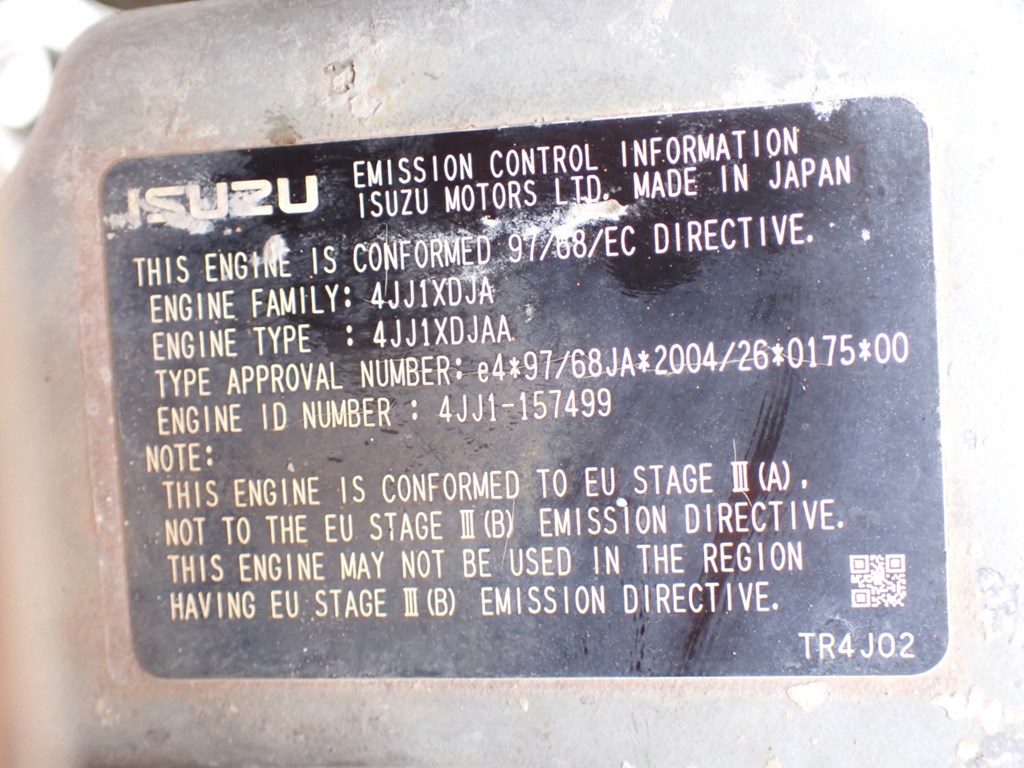 ISUZU
EMISSION CONTROL INFORMATION
ISUZU MOTORS LTD. MADE IN JAPAN
THIS ENGINE IS CONFORMED 97/68/EC DIRECTIVE.
ENGINE FAMILY: 4JJ1XDJA
ENGINE TYPE : 4JJ1XDJAA
TYPE APPROVAL NUMBER: e4*97/68JA*2004/26*0175*00
ENGINE ID NUMBER : 4JJ1-157499
NOTE:
THIS ENGINE IS CONFORMED TO EU STAGE Ⅲ(A),
NOT TO THE EU STAGE Ⅲ(B) EMISSION DIRECTIVE.
THIS ENGINE MAY NOT BE USED IN THE REGION
HAVING EU STAGE Ⅲ(B) EMISSION DIRECTIVE.
TR4J02